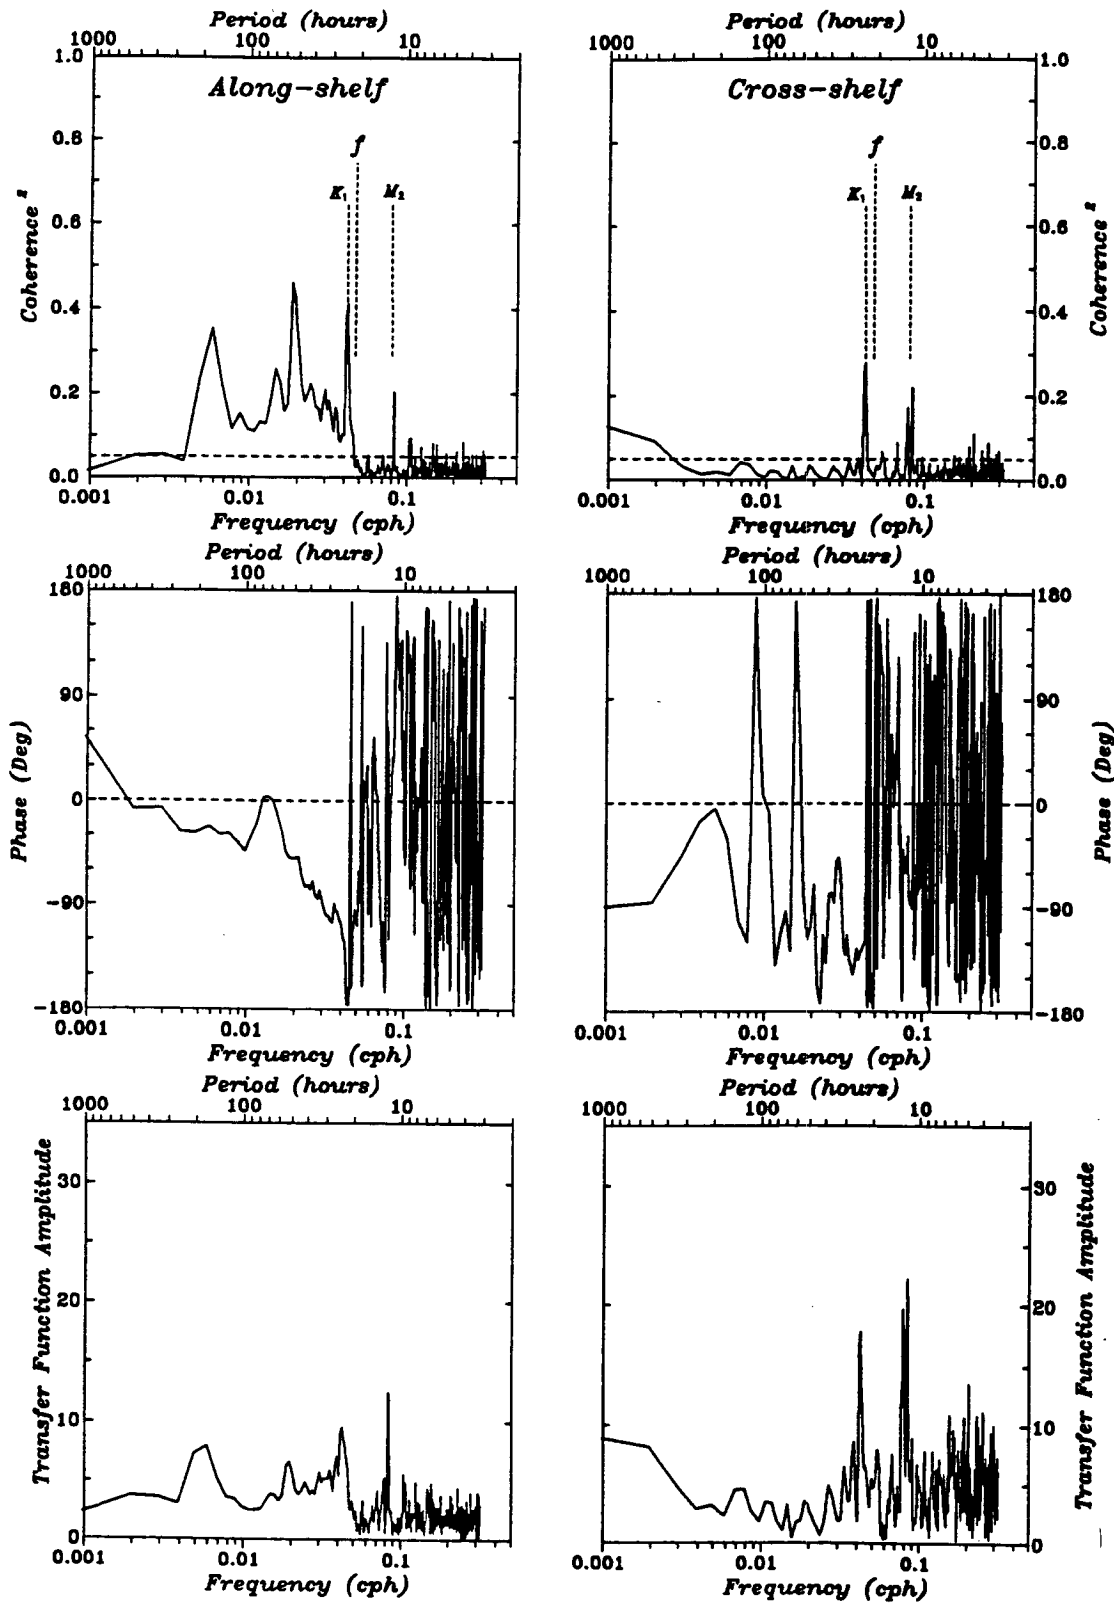 Period (hours)
1000 100 10
Along-shelf
1.0
0.8
0.6
0.4
0.2
0.0
Coherence ²
K₁
f
M₂
0.001 0.01 0.1
Frequency (cph)
Period (hours)
1000 100 10
Cross-shelf
1.0
0.8
0.6
0.4
0.2
0.0
Coherence ²
K₁
f
M₂
0.001 0.01 0.1
Frequency (cph)
Period (hours)
1000 100 10
180
90
0
-90
-180
Phase (Deg)
0.001 0.01 0.1
Frequency (cph)
Period (hours)
1000 100 10
180
90
0
-90
-180
Phase (Deg)
0.001 0.01 0.1
Frequency (cph)
Period (hours)
1000 100 10
30
20
10
0
Transfer Function Amplitude
0.001 0.01 0.1
Frequency (cph)
Period (hours)
1000 100 10
30
20
10
0
Transfer Function Amplitude
0.001 0.01 0.1
Frequency (cph)